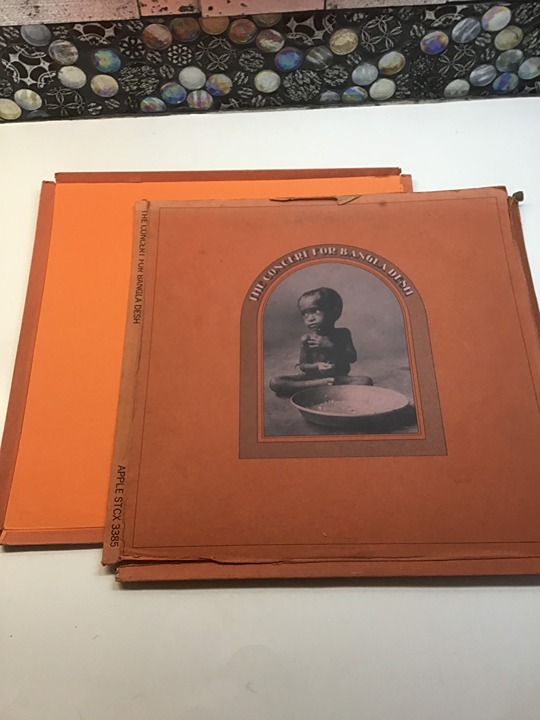 THE CONCERT FOR BANGLA DESH
THE CONCERT FOR BANGLA DESH
APPLE STCX 3385